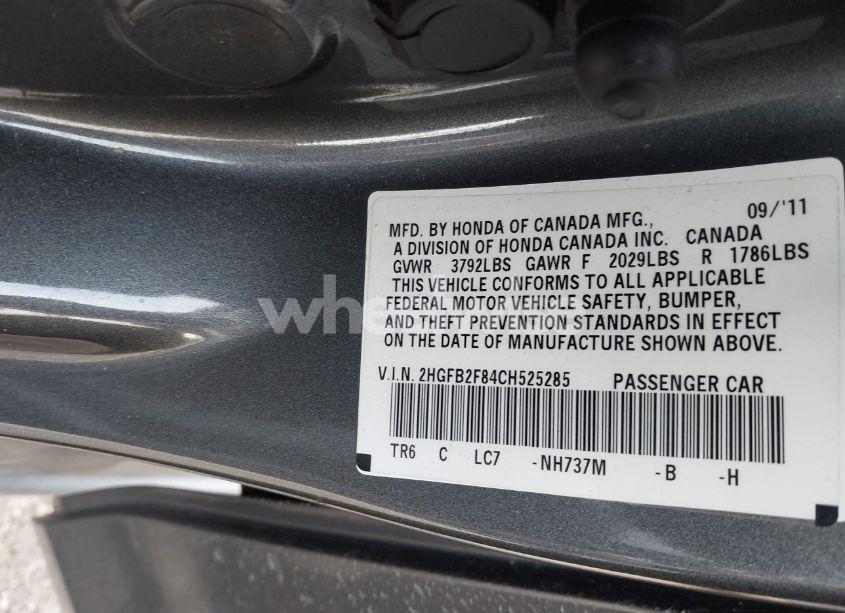 09/'11
MFD. BY HONDA OF CANADA MFG.,
A DIVISION OF HONDA CANADA INC. CANADA
GVWR 3792LBS GAWR F 2029LBS R 1786LBS
THIS VEHICLE CONFORMS TO ALL APPLICABLE
FEDERAL MOTOR VEHICLE SAFETY, BUMPER,
AND THEFT PREVENTION STANDARDS IN EFFECT
ON THE DATE OF MANUFACTURE SHOWN ABOVE.
V.I.N. 2HGFB2F84CH525285 PASSENGER CAR
TR6 C LC7 -NH737M -B -H